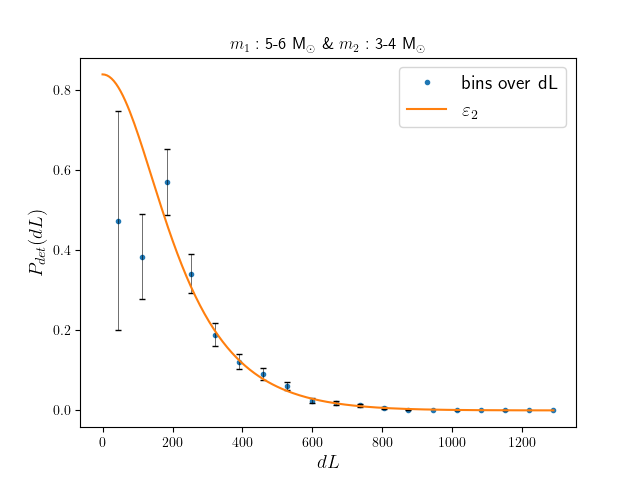 m₁ : 5-6 M⊙ & m₂ : 3-4 M⊙
bins over dL
ε₂
P_det(dL)
0.8
0.6
0.4
0.2
0.0
0 200 400 600 800 1000 1200
dL